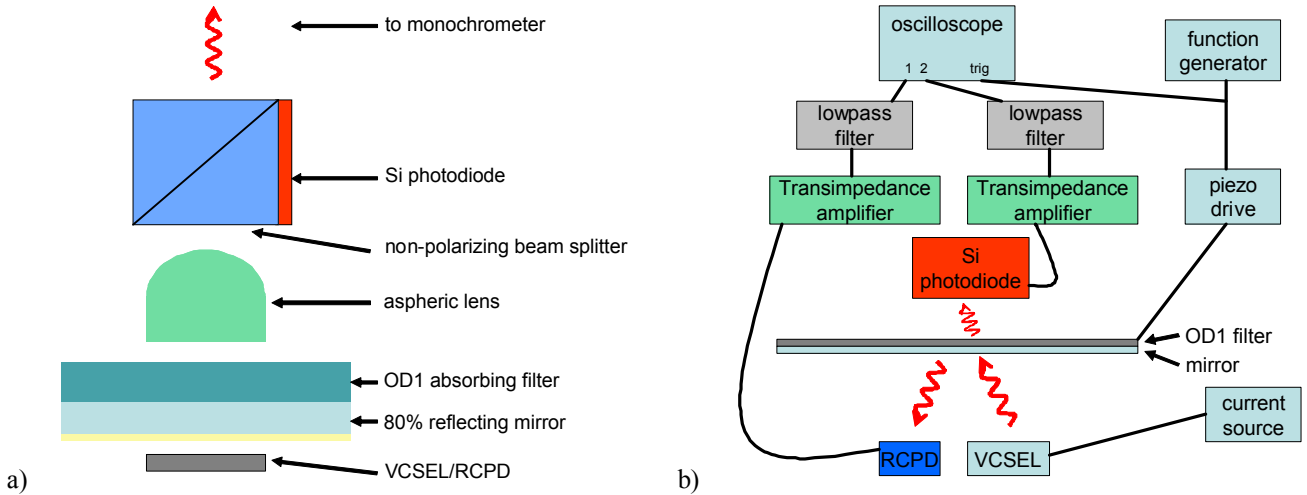 to monochrometer
Si photodiode
non-polarizing beam splitter
aspheric lens
OD1 absorbing filter
80% reflecting mirror
VCSEL/RCPD
a)
oscilloscope
1 2 trig
function
generator
lowpass
filter
lowpass
filter
Transimpedance
amplifier
Transimpedance
amplifier
piezo
drive
Si
photodiode
OD1 filter
mirror
current
source
RCPD
VCSEL
b)